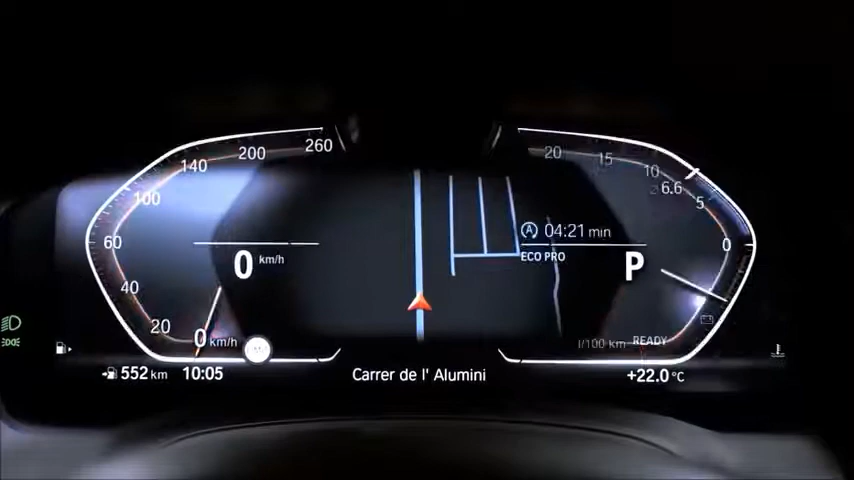 260
200
140
100
60
40
20
0 km/h
0 km/h
552 km
10:05
Carrer de l' Alumini
A 04:21 min
ECO PRO
P
20
15
10
⌀ 6.6
5
0
l/100 km
READY
+22.0 °C